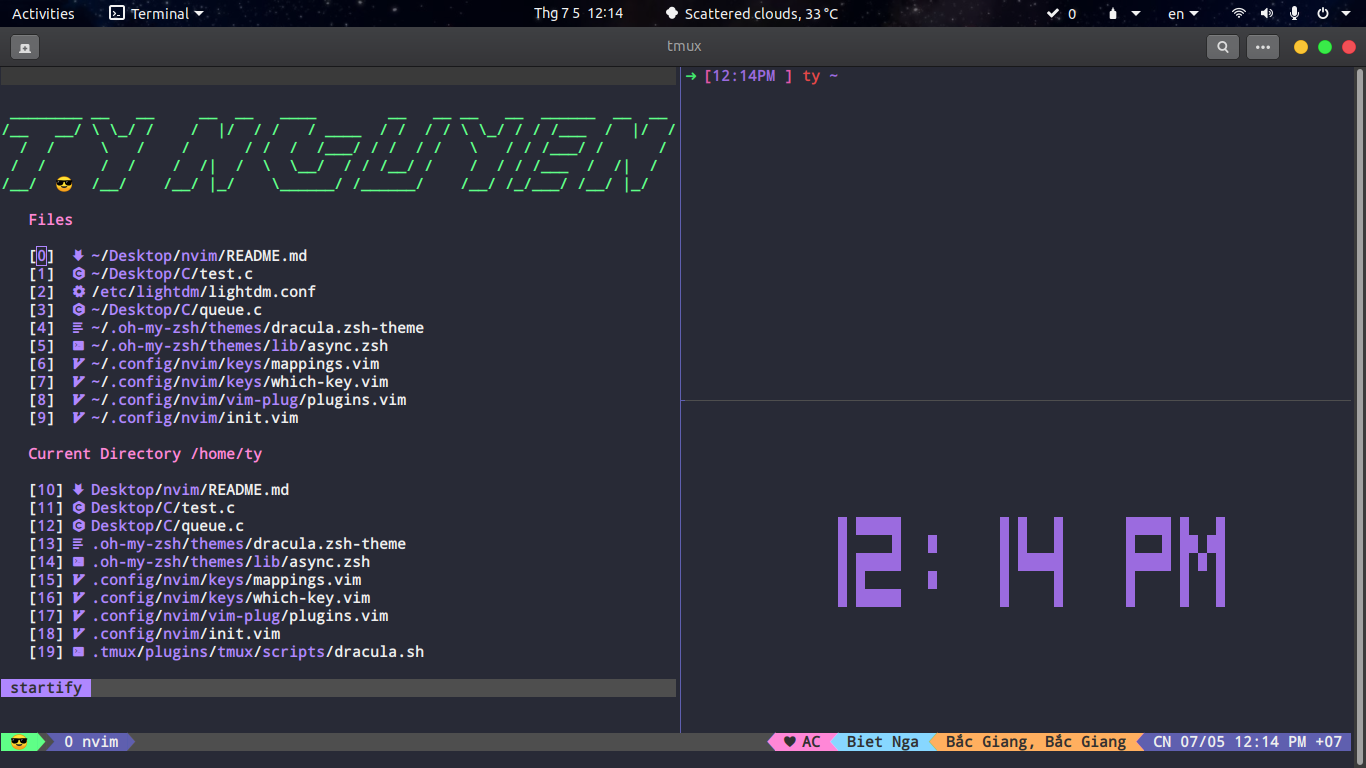 Activities Terminal Thg 7 5 12:14 Scattered clouds, 33 °C 0 en
tmux
➜ [12:14PM ] ty ~
T.Y NGUYEN
Files
[0] ~/Desktop/nvim/README.md
[1] ~/Desktop/C/test.c
[2] /etc/lightdm/lightdm.conf
[3] ~/Desktop/C/queue.c
[4] ~/.oh-my-zsh/themes/dracula.zsh-theme
[5] ~/.oh-my-zsh/themes/lib/async.zsh
[6] ~/.config/nvim/keys/mappings.vim
[7] ~/.config/nvim/keys/which-key.vim
[8] ~/.config/nvim/vim-plug/plugins.vim
[9] ~/.config/nvim/init.vim
Current Directory /home/ty
[10] Desktop/nvim/README.md
[11] Desktop/C/test.c
[12] Desktop/C/queue.c
[13] .oh-my-zsh/themes/dracula.zsh-theme
[14] .oh-my-zsh/themes/lib/async.zsh
[15] .config/nvim/keys/mappings.vim
[16] .config/nvim/keys/which-key.vim
[17] .config/nvim/vim-plug/plugins.vim
[18] .config/nvim/init.vim
[19] .tmux/plugins/tmux/scripts/dracula.sh
12:14 PM
startify
😎 0 nvim ♥ AC Biet Nga Bắc Giang, Bắc Giang CN 07/05 12:14 PM +07